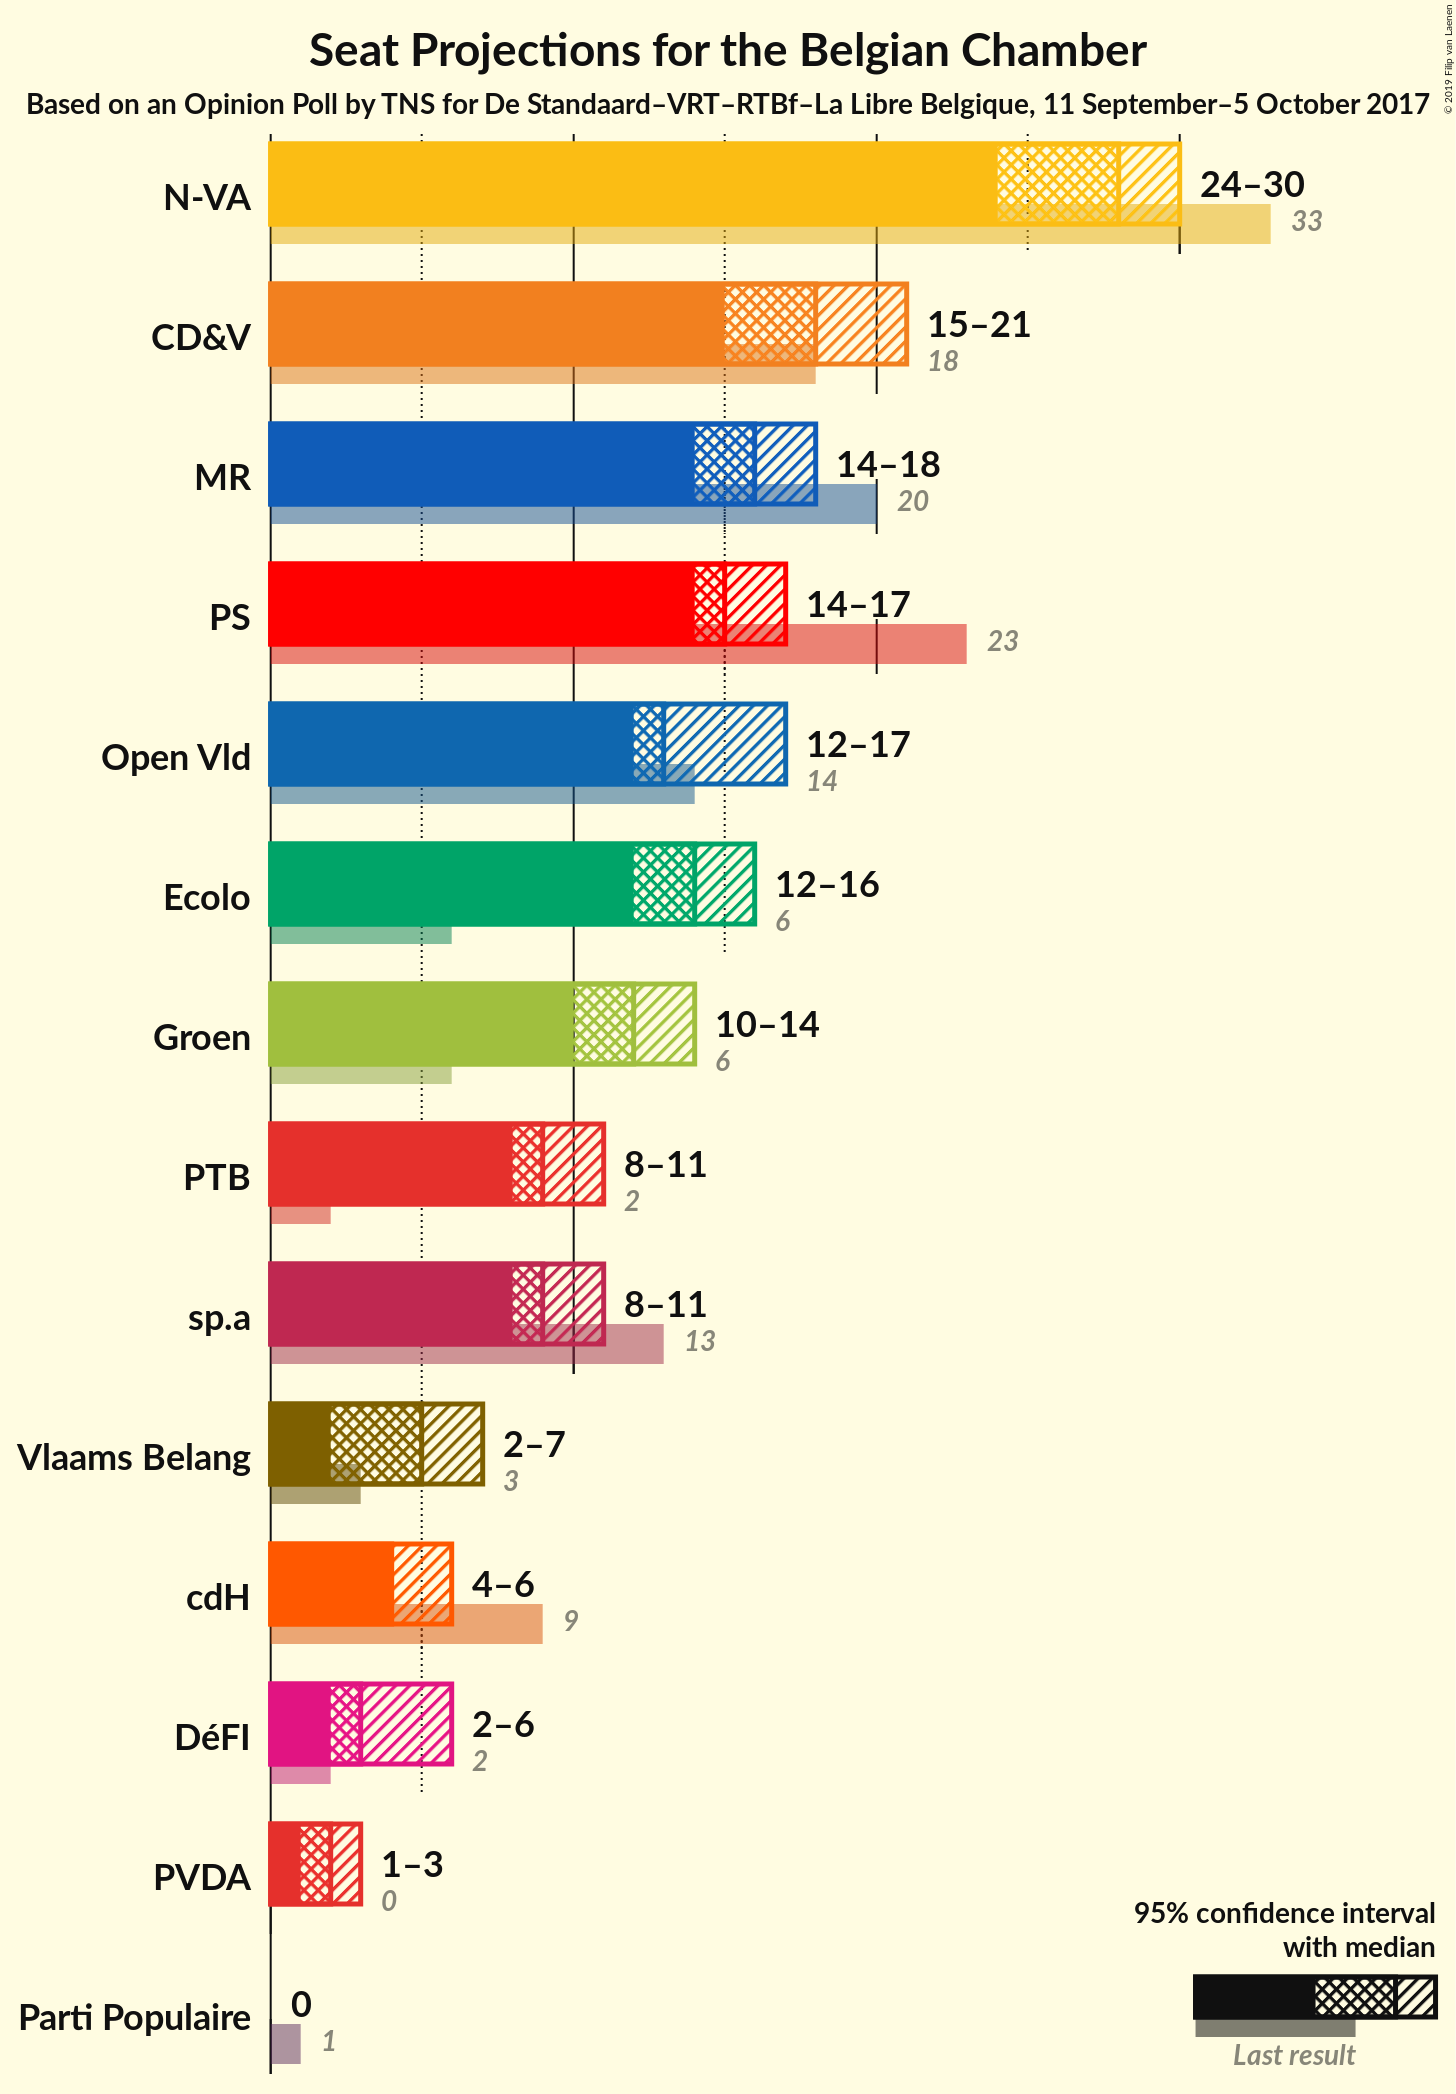 Seat Projections for the Belgian Chamber
Based on an Opinion Poll by TNS for De Standaard–VRT–RTBf–La Libre Belgique, 11 September–5 October 2017
© 2019 Filip van Laenen
N-VA
24–30
33
CD&V
15–21
18
MR
14–18
20
PS
14–17
23
Open Vld
12–17
14
Ecolo
12–16
6
Groen
10–14
6
PTB
8–11
2
sp.a
8–11
13
Vlaams Belang
2–7
3
cdH
4–6
9
DéFI
2–6
2
PVDA
1–3
0
Parti Populaire
0
1
95% confidence interval
with median
Last result